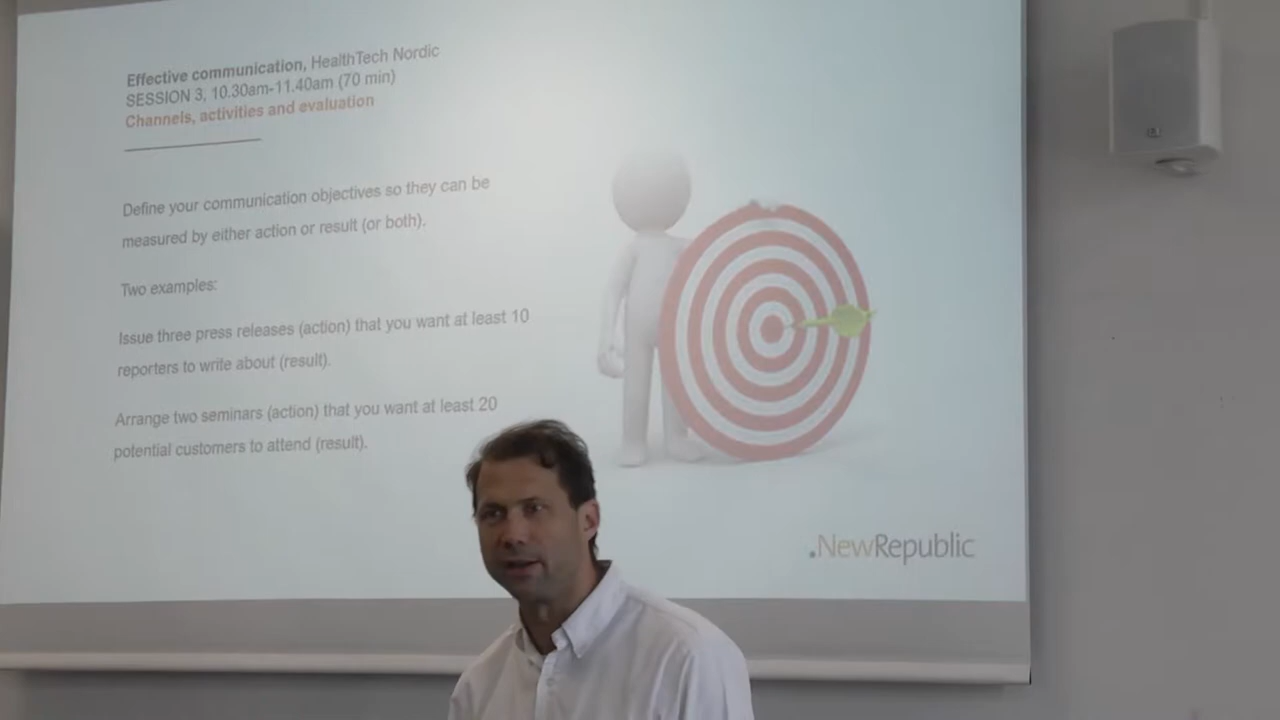 Effective communication, HealthTech Nordic
SESSION 3, 10.30am-11.40am (70 min)
Channels, activities and evaluation
Define your communication objectives so they can be
measured by either action or result (or both).
Two examples:
Issue three press releases (action) that you want at least 10
reporters to write about (result).
Arrange two seminars (action) that you want at least 20
potential customers to attend (result).
.NewRepublic